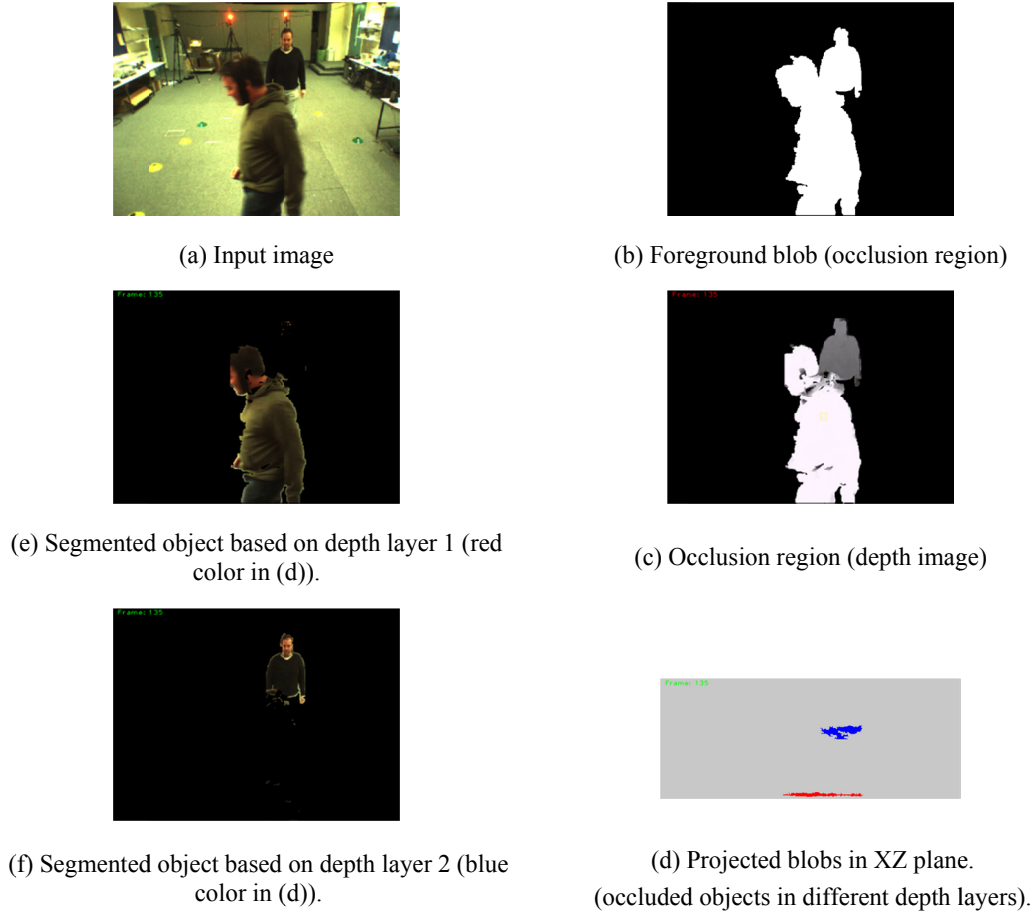 (a) Input image
(b) Foreground blob (occlusion region)
Frame: 135
Frame: 135
(e) Segmented object based on depth layer 1 (red
color in (d)).
(c) Occlusion region (depth image)
Frame: 135
Frame: 135
(f) Segmented object based on depth layer 2 (blue
color in (d)).
(d) Projected blobs in XZ plane.
(occluded objects in different depth layers).